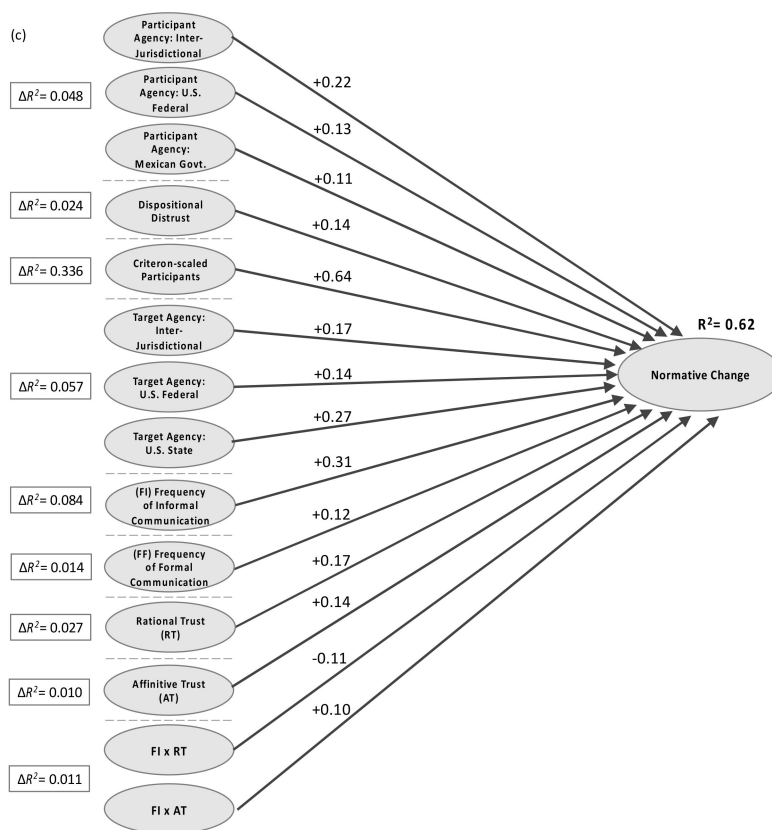 (c)
Participant
Agency: Inter-
Jurisdictional
+0.22
ΔR²= 0.048
Participant
Agency: U.S.
Federal
+0.13
Participant
Agency:
Mexican Govt.
+0.11
ΔR²= 0.024
Dispositional
Distrust
+0.14
ΔR²= 0.336
Criteron-scaled
Participants
+0.64
Target Agency:
Inter-
Jurisdictional
+0.17
R²= 0.62
Normative Change
ΔR²= 0.057
Target Agency:
U.S. Federal
+0.14
Target Agency:
U.S. State
+0.27
ΔR²= 0.084
(FI) Frequency
of Informal
Communication
+0.31
ΔR²= 0.014
(FF) Frequency
of Formal
Communication
+0.12
ΔR²= 0.027
Rational Trust
(RT)
+0.17
ΔR²= 0.010
Affinitive Trust
(AT)
+0.14
ΔR²= 0.011
FI x RT
-0.11
FI x AT
+0.10